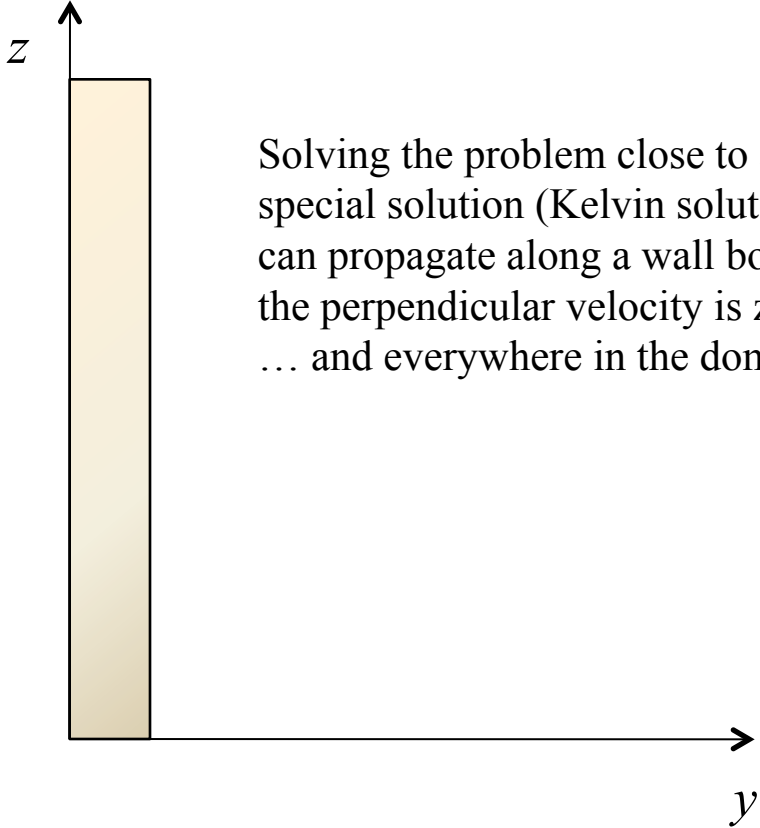 z
Solving the problem close to
special solution (Kelvin solut
can propagate along a wall bo
the perpendicular velocity is
… and everywhere in the don
y